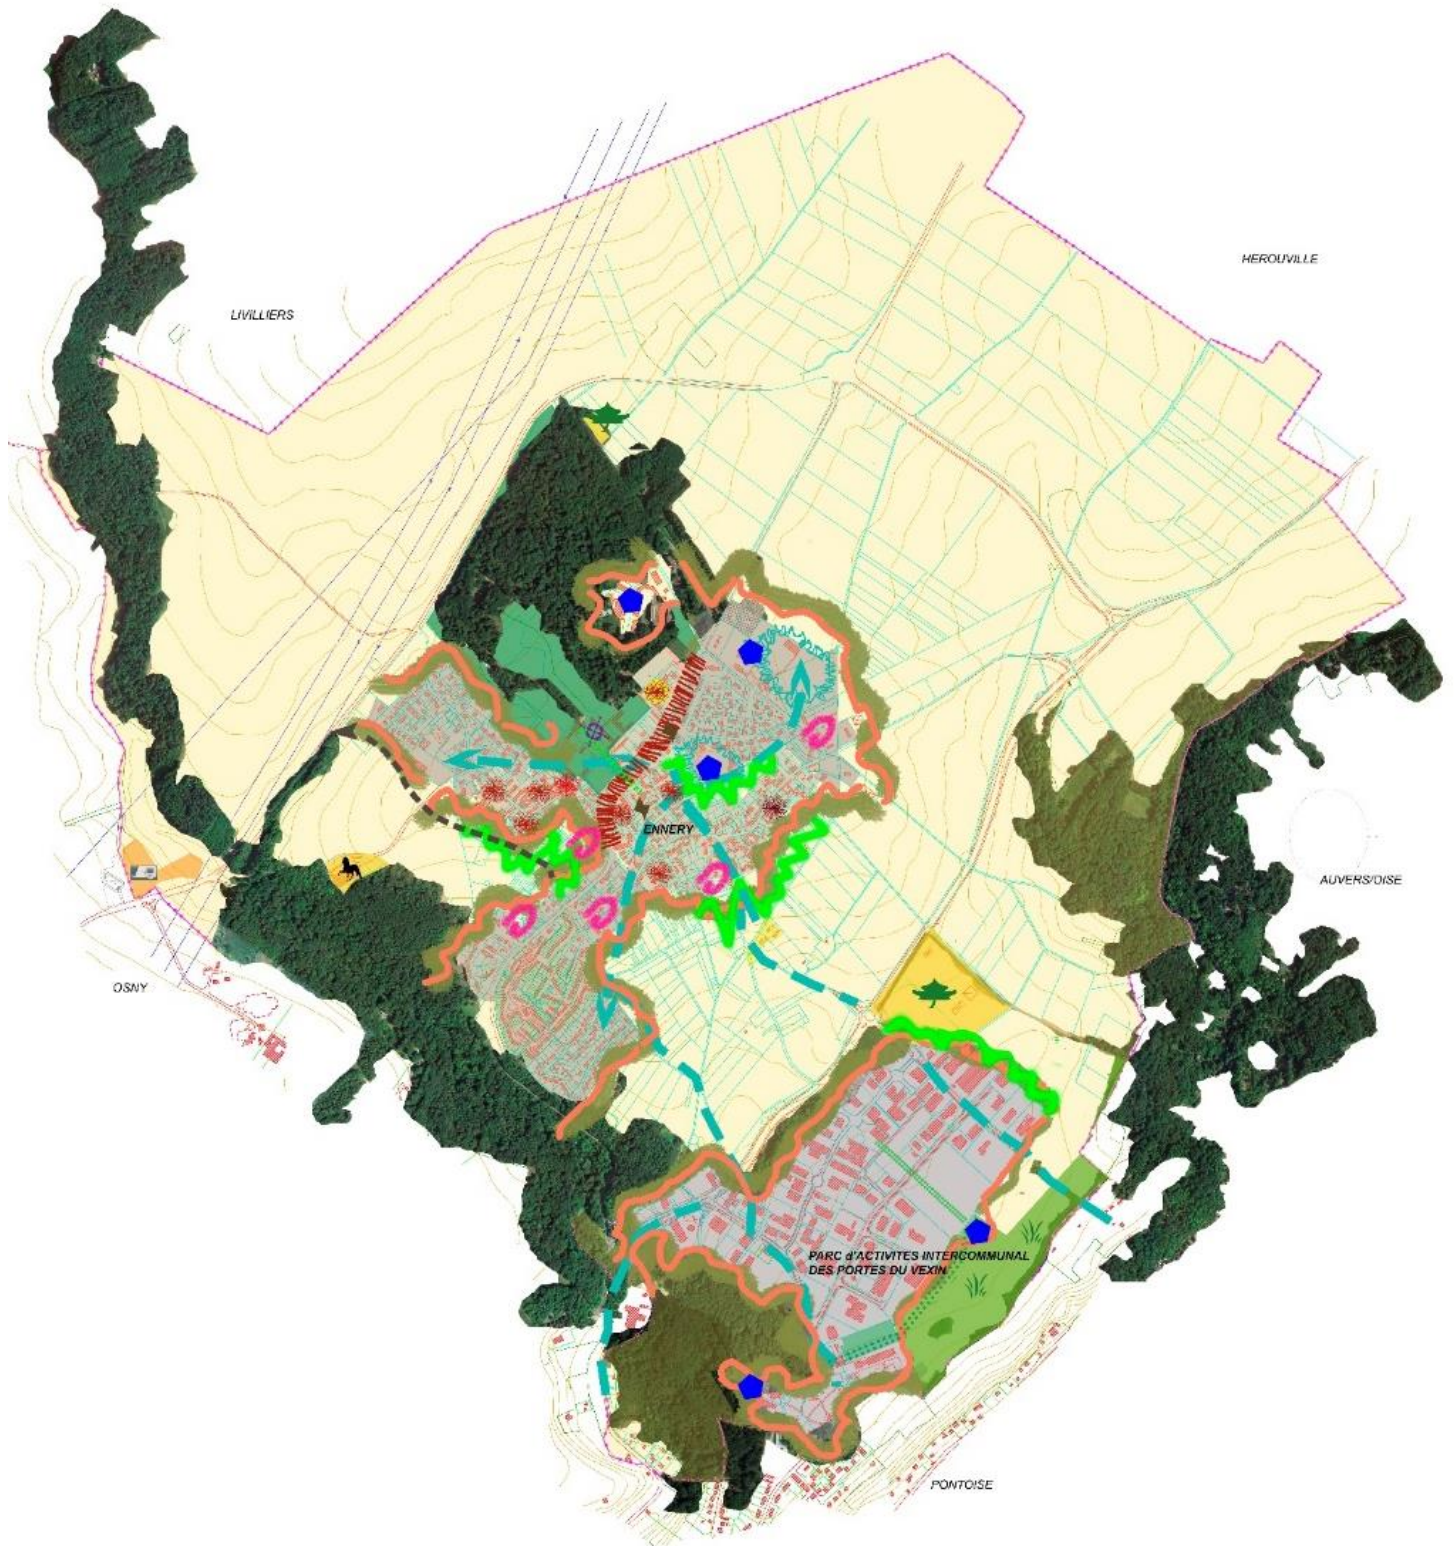 HEROUVILLE
LIVILLIERS
ENNERY
AUVERS/OISE
OSNY
PARC d'ACTIVITES INTERCOMMUNAL
DES PORTES DU VEXIN
PONTOISE